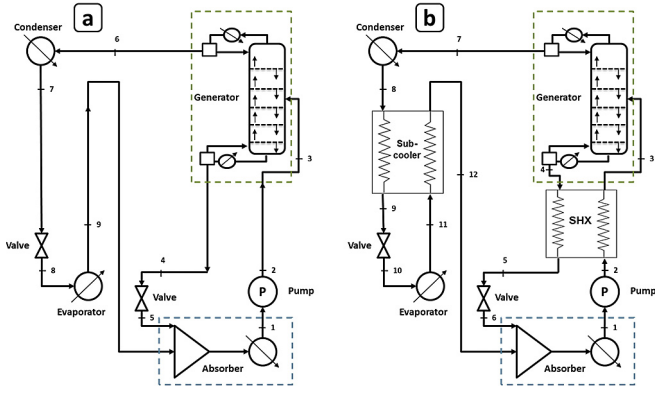 a
Condenser
6
7
Generator
3
9
Valve
8
Evaporator
4
Valve
5
2
P
Pump
1
Absorber
b
Condenser
7
8
Generator
Sub-
cooler
3
4
12
9
11
SHX
Valve
10
Evaporator
5
Valve
6
2
P
Pump
1
Absorber